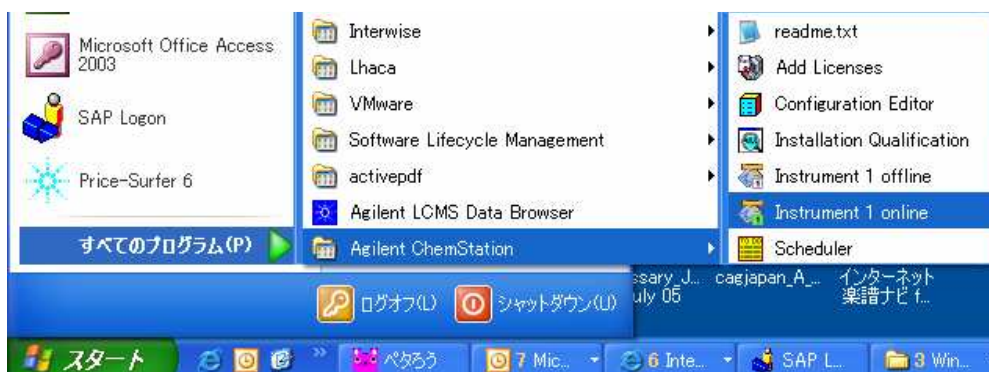 Microsoft Office Access
2003
SAP Logon
Price-Surfer 6
すべてのプログラム(P)
Interwise
Lhaca
VMware
Software Lifecycle Management
activepdf
Agilent LCMS Data Browser
Agilent ChemStation
readme.txt
Add Licenses
Configuration Editor
Installation Qualification
Instrument 1 offline
Instrument 1 online
Scheduler
ssary_J...
uly 05
cagjapan_A_...
インターネット
楽譜ナビ f...
ログオフ(L)
シャットダウン(U)
スタート
ペタろう
7 Mic...
6 Inte...
SAP L...
3 Win...